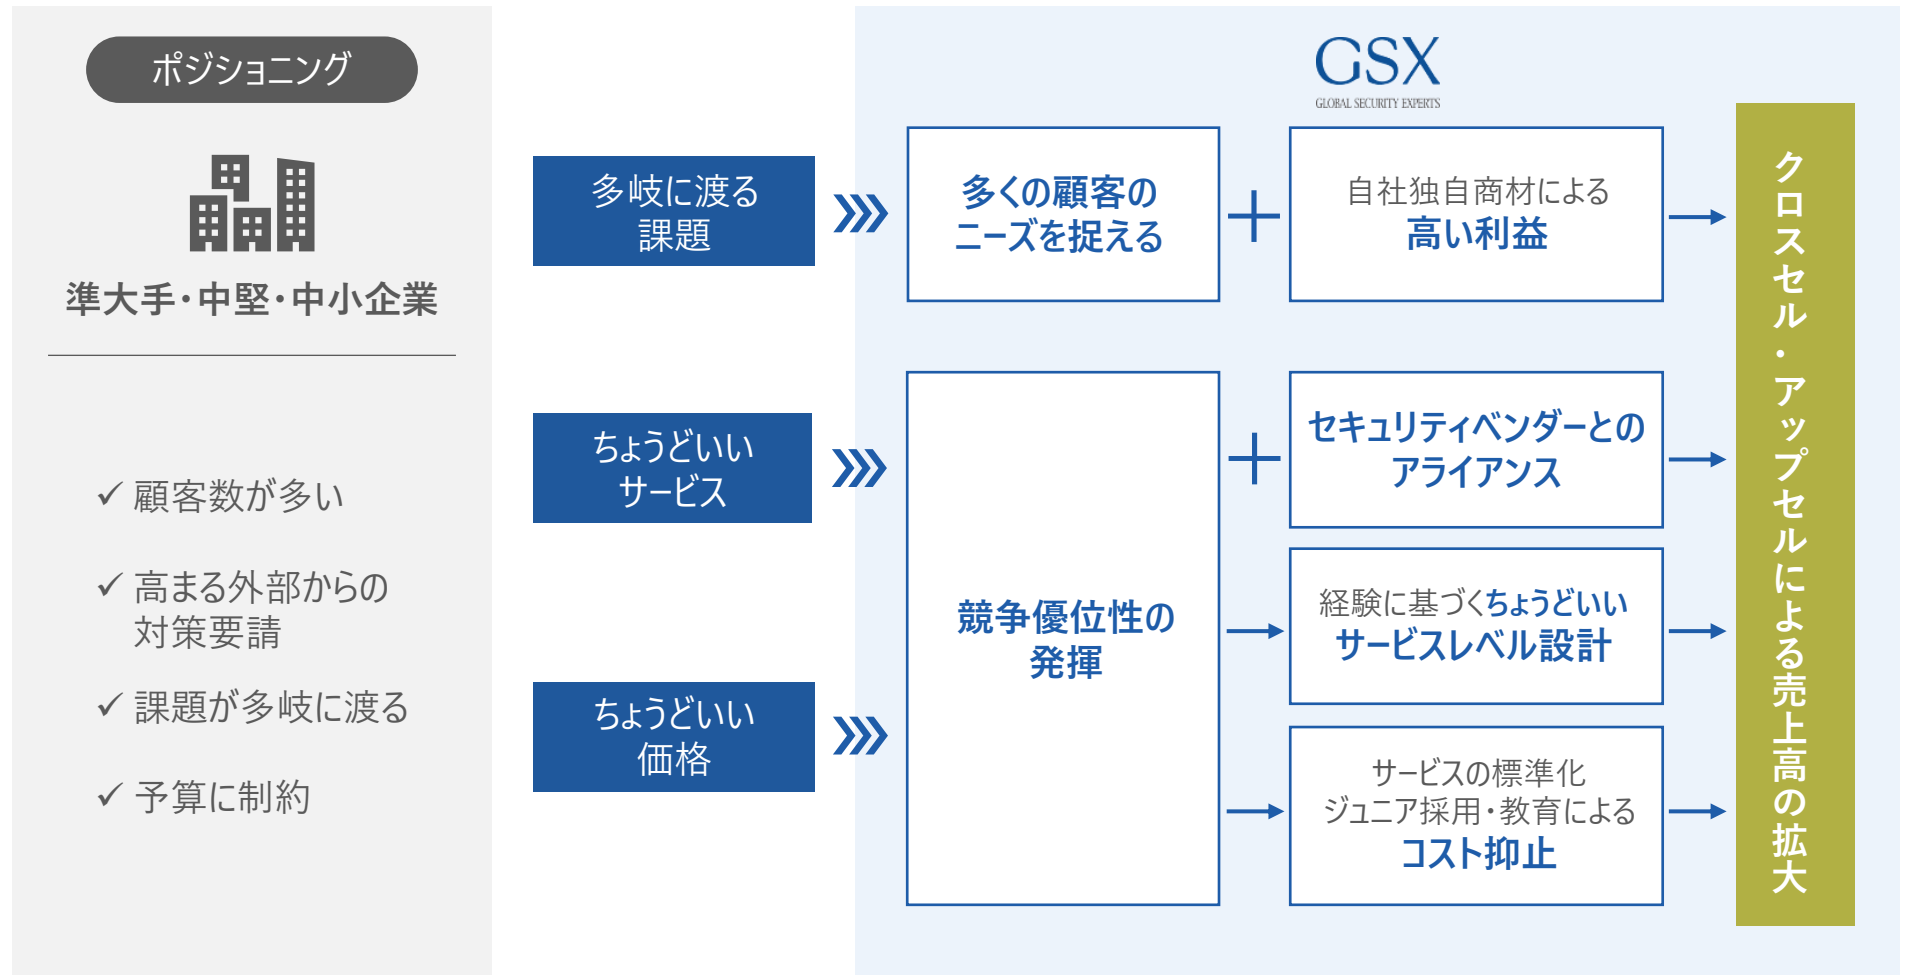 ポジショニング
準大手・中堅・中小企業
✓ 顧客数が多い
✓ 高まる外部からの
対策要請
✓ 課題が多岐に渡る
✓ 予算に制約
多岐に渡る
課題
ちょうどいい
サービス
ちょうどいい
価格
GSX
GLOBAL SECURITY EXPERTS
多くの顧客の
ニーズを捉える
自社独自商材による
高い利益
競争優位性の
発揮
セキュリティベンダーとの
アライアンス
経験に基づくちょうどいい
サービスレベル設計
サービスの標準化
ジュニア採用・教育による
コスト抑止
クロスセル・アップセルによる売上高の拡大